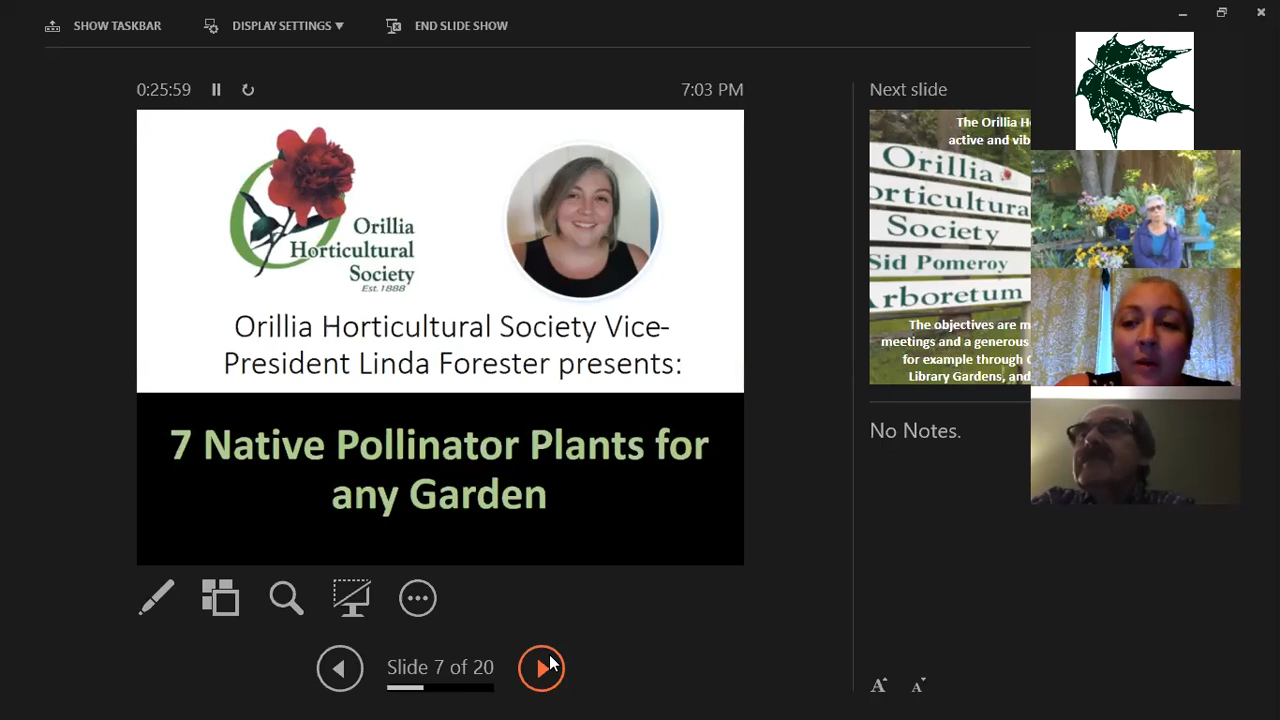 SHOW TASKBAR
DISPLAY SETTINGS
END SLIDE SHOW
0:25:59
7:03 PM
Orillia
Horticultural
Society
Est. 1888
Orillia Horticultural Society Vice-
President Linda Forester presents:
7 Native Pollinator Plants for
any Garden
Slide 7 of 20
Next slide
The Orillia
active and
Orillia
Society
Sid Pomeroy
The objectives are
meetings and a generous
for example through
Library Gardens, and
No Notes.
A
A